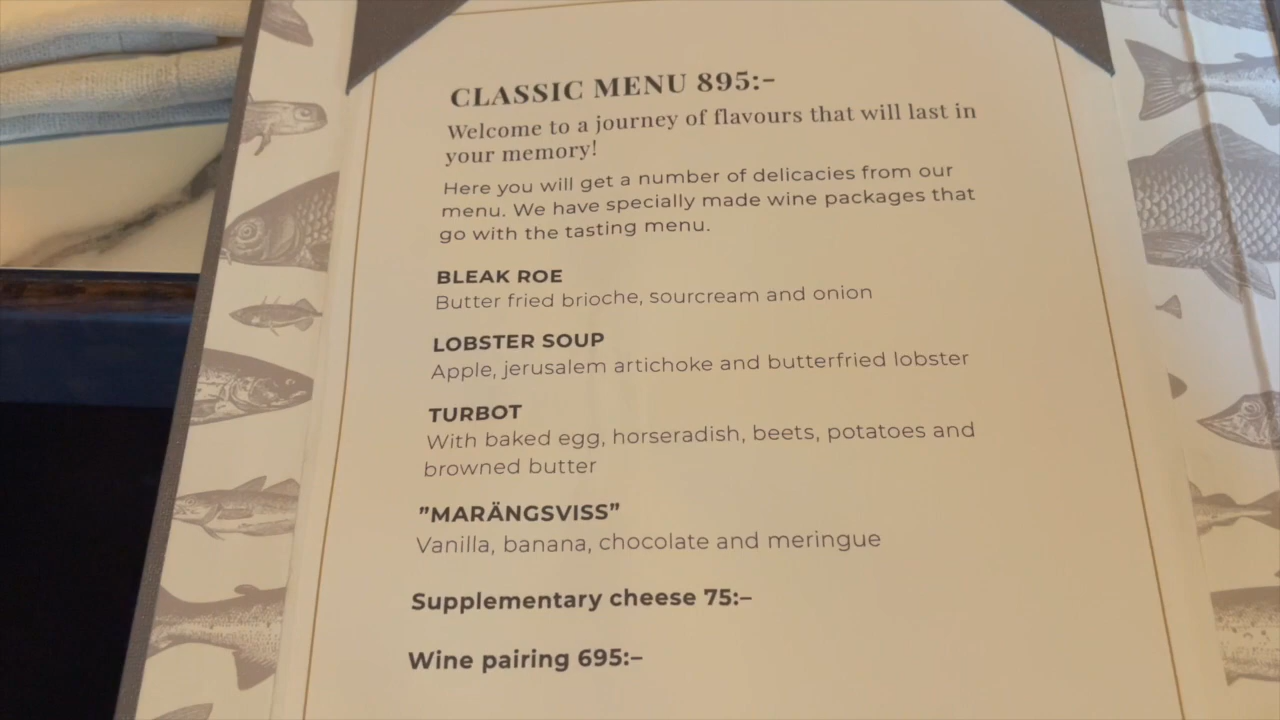 CLASSIC MENU 895:-
Welcome to a journey of flavours that will last in
your memory!
Here you will get a number of delicacies from our
menu. We have specially made wine packages that
go with the tasting menu.
BLEAK ROE
Butter fried brioche, sourcream and onion
LOBSTER SOUP
Apple, jerusalem artichoke and butterfried lobster
TURBOT
With baked egg, horseradish, beets, potatoes and
browned butter
”MARÄNGSVISS”
Vanilla, banana, chocolate and meringue
Supplementary cheese 75:–
Wine pairing 695:–